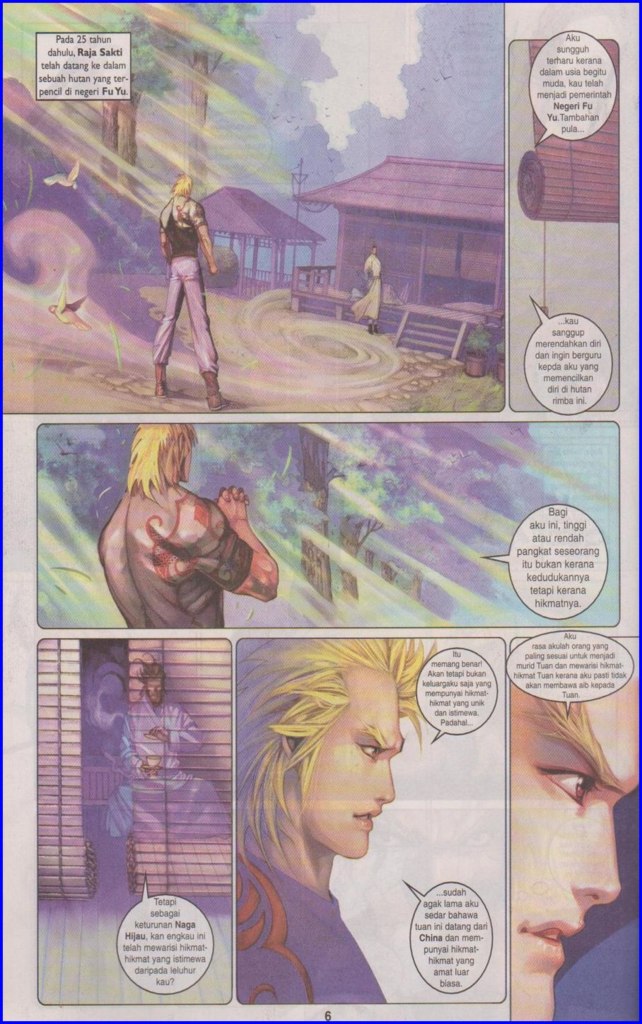 Pada 25 tahun
dahulu, Raja Sakti
telah datang ke dalam
sebuah hutan yang ter-
pencil di negeri Fu Yu.
Aku
sungguh
terharu kerana
dalam usia begitu
muda, kau telah
menjadi pemerintah
Negeri Fu
Yu.Tambahan
pula...
...kau
sanggup
merendahkan diri
dan ingin berguru
kepda aku yang
memencilkan
diri di hutan
rimba ini.
Bagi
aku ini, tinggi
atau rendah
pangkat seseorang
itu bukan kerana
kedudukannya
tetapi kerana
hikmatnya.
Tetapi
sebagai
keturunan Naga
Hijau, kan engkau ini
telah mewarisi hikmat-
hikmat yang istimewa
daripada leluhur
kau?
Itu
memang benar!
Akan tetapi bukan
keluargaku saja yang
mempunyai hikmat-
hikmat yang unik
dan istimewa.
Padahal...
...sudah
agak lama aku
sedar bahawa
tuan ini datang dari
China dan mem-
punyai hikmat-
hikmat yang
amat luar
biasa.
Aku
rasa akulah orang yang
paling sesuai untuk menjadi
murid Tuan dan mewarisi hikmat-
hikmat Tuan kerana aku pasti tidak
akan membawa aib kepada
Tuan.
6